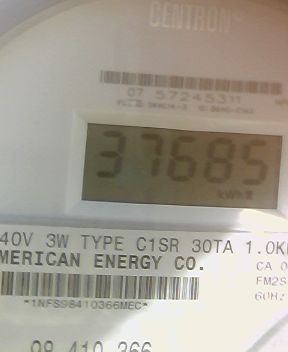 CENTRON
07 57245311
37685
kWh
40V 3W TYPE C1SR 30TA 1.0K
MERICAN ENERGY CO.
CA 0
FM2S
60HZ
*1NFS98410366MEC*
98 410 366